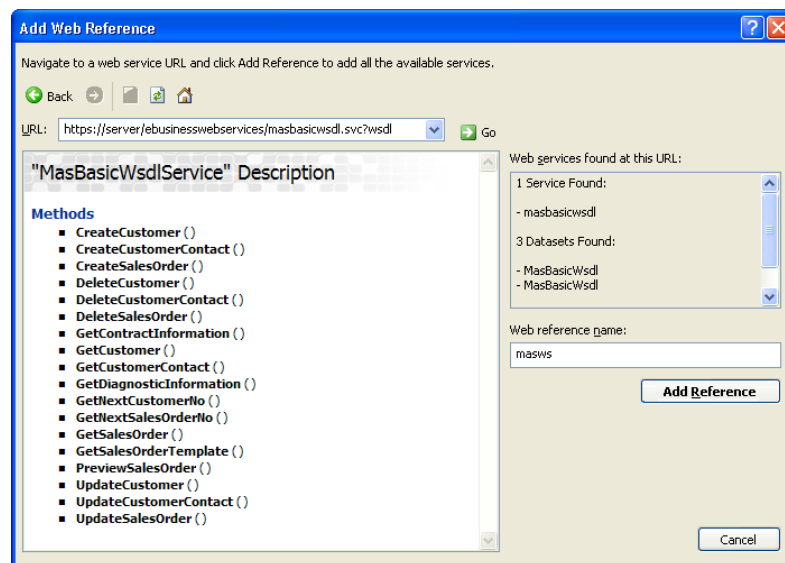 Add Web Reference
Navigate to a web service URL and click Add Reference to add all the available services.
Back
URL: https://server/ebusinesswebservices/masbasicwsdl.svc?wsdl Go
"MasBasicWsdlService" Description
Methods
CreateCustomer ()
CreateCustomerContact ()
CreateSalesOrder ()
DeleteCustomer ()
DeleteCustomerContact ()
DeleteSalesOrder ()
GetContractInformation ()
GetCustomer ()
GetCustomerContact ()
GetDiagnosticInformation ()
GetNextCustomerNo ()
GetNextSalesOrderNo ()
GetSalesOrder ()
GetSalesOrderTemplate ()
PreviewSalesOrder ()
UpdateCustomer ()
UpdateCustomerContact ()
UpdateSalesOrder ()
Web services found at this URL:
1 Service Found:
- masbasicwsdl
3 Datasets Found:
- MasBasicWsdl
- MasBasicWsdl
Web reference name:
masws
Add Reference
Cancel